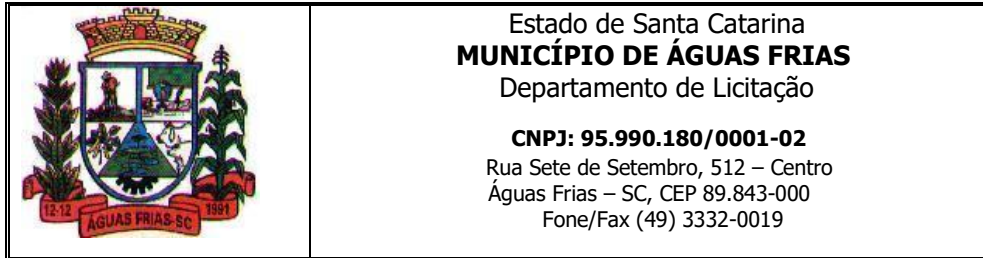 Estado de Santa Catarina
MUNICÍPIO DE ÁGUAS FRIAS
Departamento de Licitação
CNPJ: 95.990.180/0001-02
Rua Sete de Setembro, 512 – Centro
Águas Frias – SC, CEP 89.843-000
Fone/Fax (49) 3332-0019
12-12
ÁGUAS FRIAS-SC
1991